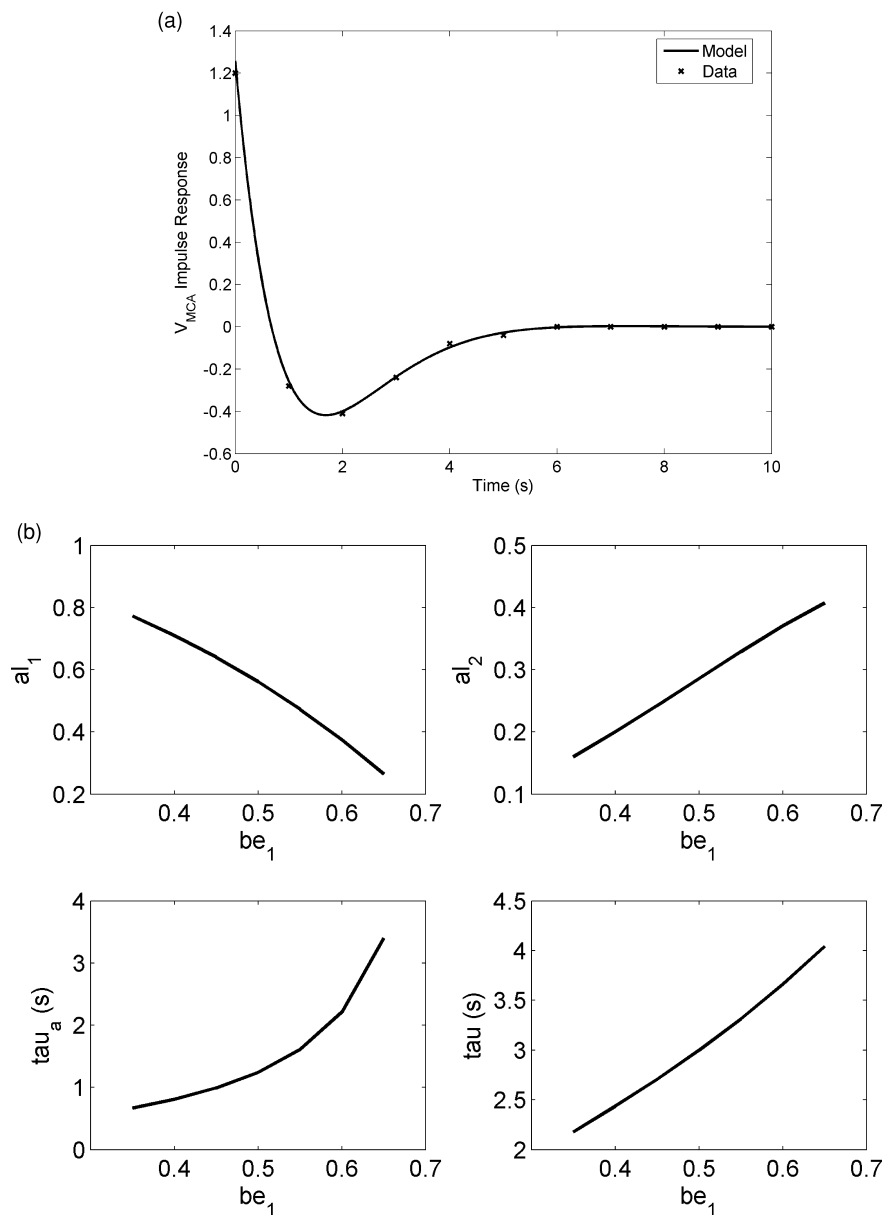 (a)
1.4
1.2
1
0.8
0.6
0.4
0.2
0
-0.2
-0.4
-0.6
V_MCA Impulse Response
Model
Data
0 2 4 6 8 10
Time (s)
(b)
1
0.8
0.6
0.4
0.2
al_1
0.4 0.5 0.6 0.7
be_1
0.5
0.4
0.3
0.2
0.1
al_2
0.4 0.5 0.6 0.7
be_1
4
3
2
1
0
tau_a (s)
0.4 0.5 0.6 0.7
be_1
4.5
4
3.5
3
2.5
2
tau (s)
0.4 0.5 0.6 0.7
be_1